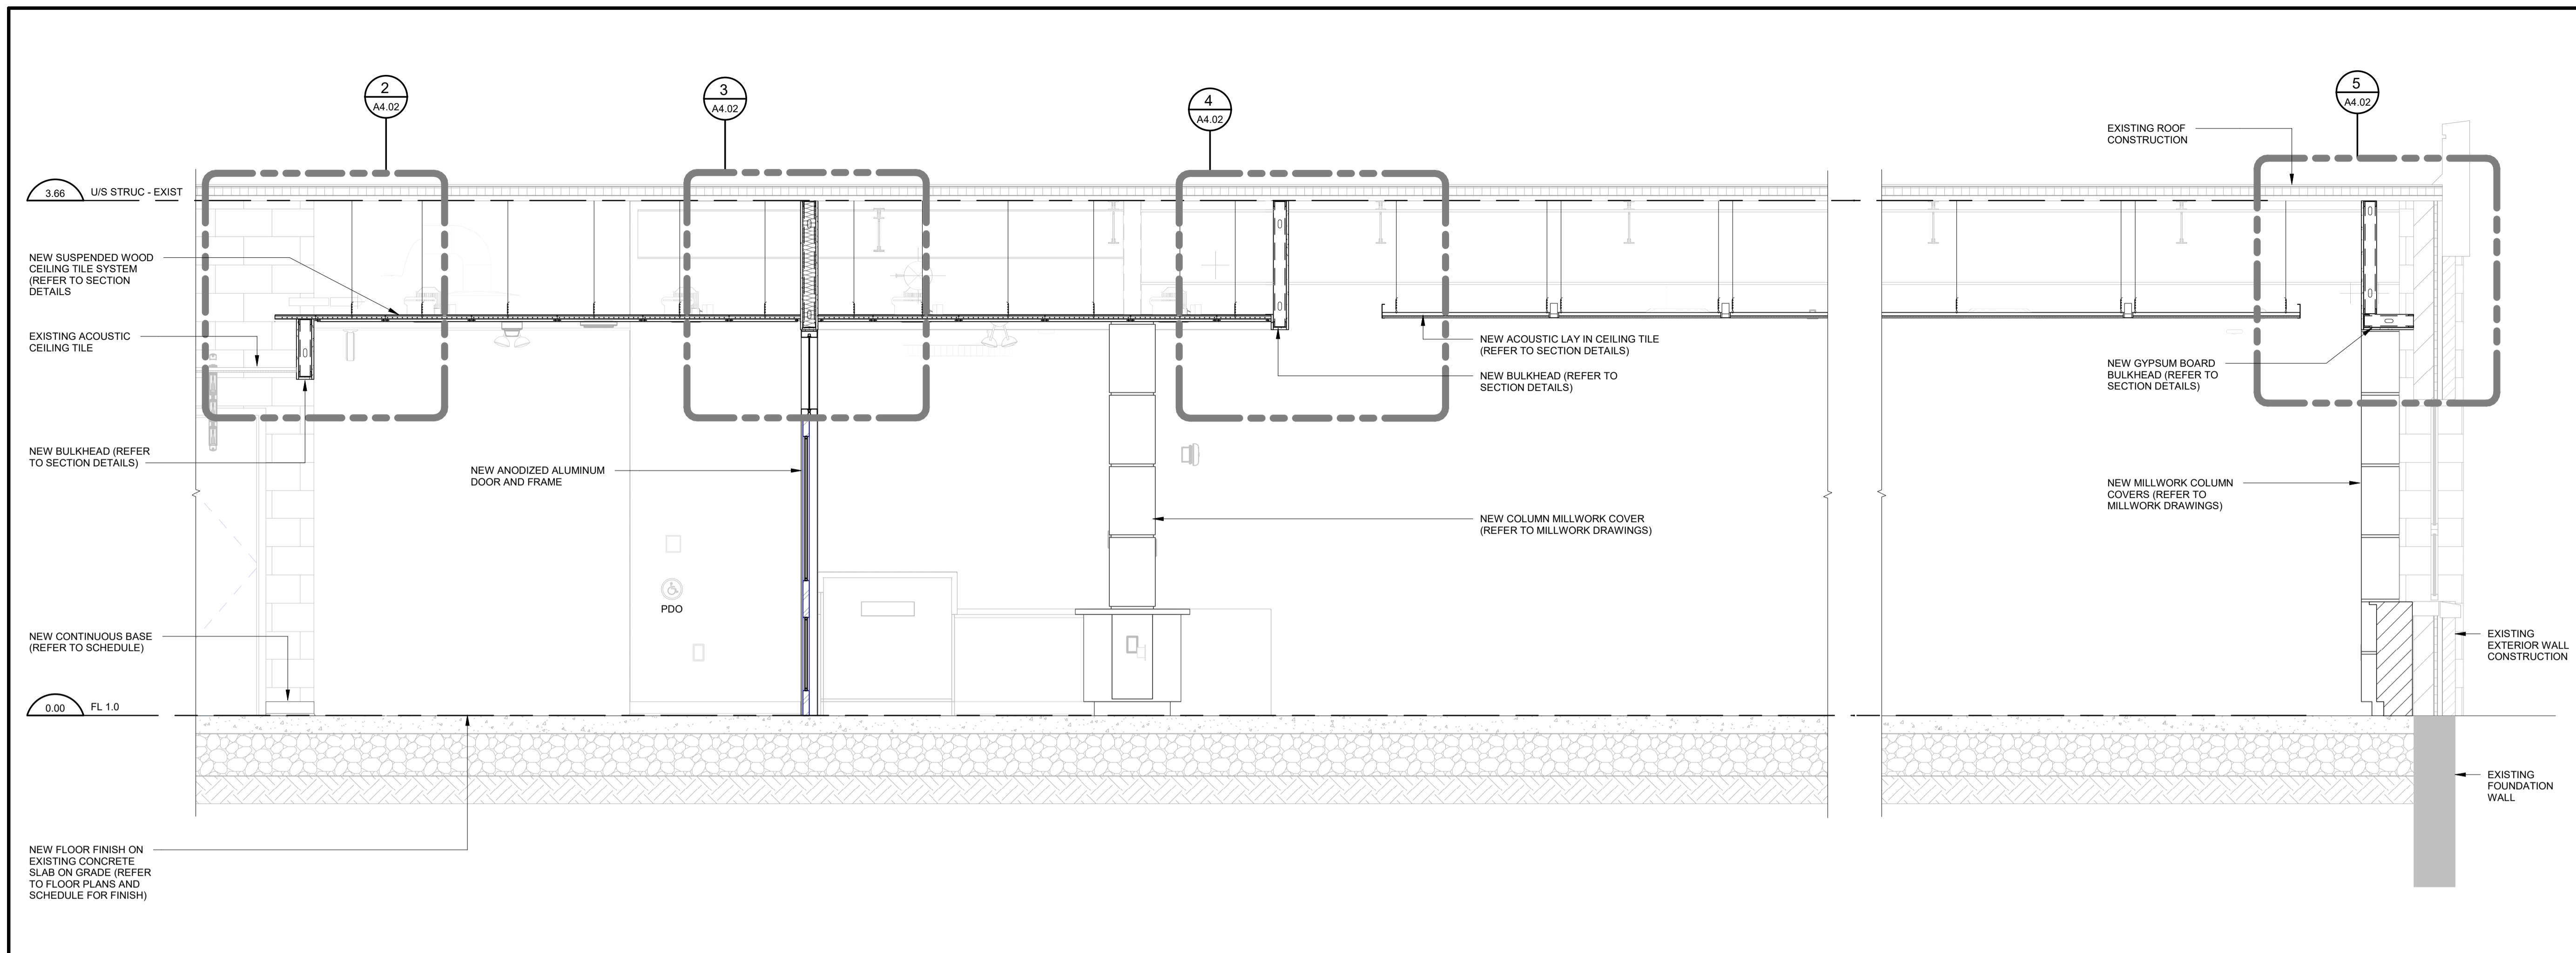 2
A4.02
3
A4.02
4
A4.02
5
A4.02
EXISTING ROOF
CONSTRUCTION
3.66
U/S STRUC - EXIST
NEW SUSPENDED WOOD
CEILING TILE SYSTEM
(REFER TO SECTION
DETAILS
EXISTING ACOUSTIC
CEILING TILE
NEW ACOUSTIC LAY IN CEILING TILE
(REFER TO SECTION DETAILS)
NEW BULKHEAD (REFER TO
SECTION DETAILS)
NEW GYPSUM BOARD
BULKHEAD (REFER TO
SECTION DETAILS)
NEW BULKHEAD (REFER
TO SECTION DETAILS)
NEW ANODIZED ALUMINUM
DOOR AND FRAME
NEW MILLWORK COLUMN
COVERS (REFER TO
MILLWORK DRAWINGS)
NEW COLUMN MILLWORK COVER
(REFER TO MILLWORK DRAWINGS)
PDO
NEW CONTINUOUS BASE
(REFER TO SCHEDULE)
EXISTING
EXTERIOR WALL
CONSTRUCTION
0.00
FL 1.0
EXISTING
FOUNDATION
WALL
NEW FLOOR FINISH ON
EXISTING CONCRETE
SLAB ON GRADE (REFER
TO FLOOR PLANS AND
SCHEDULE FOR FINISH)